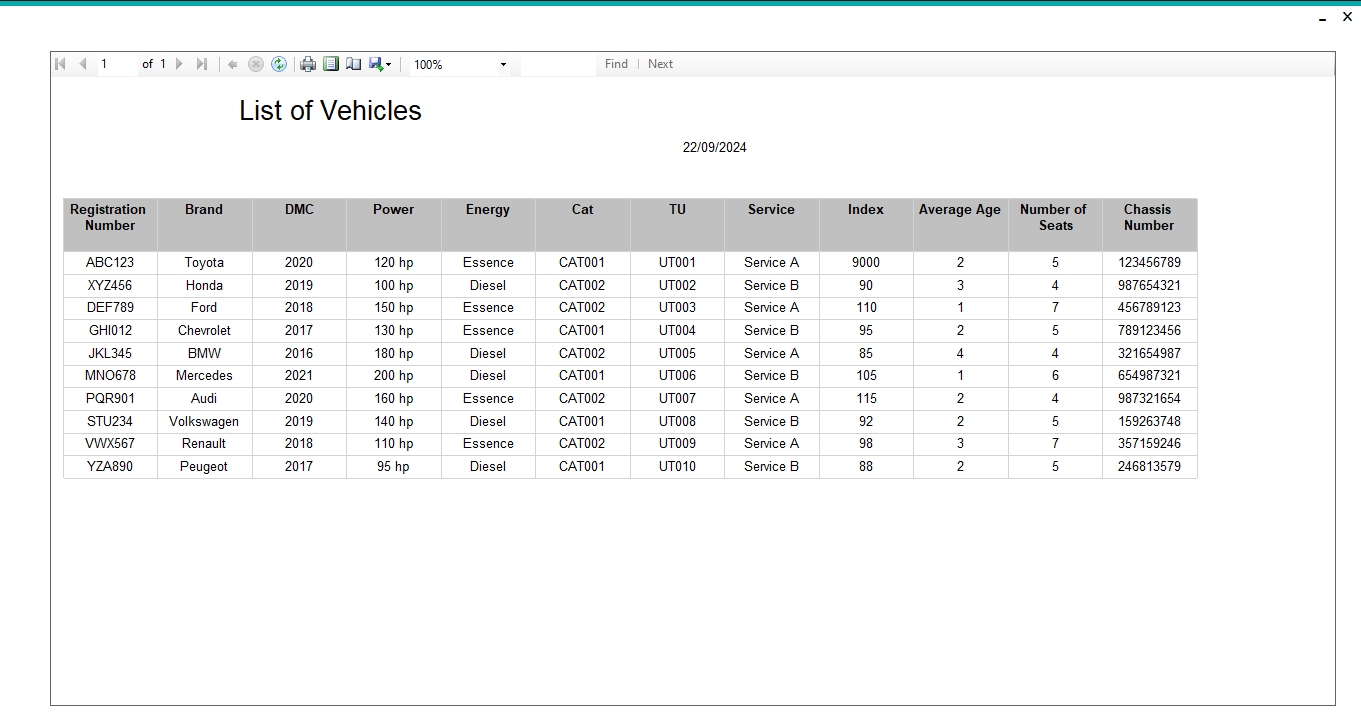 1 of 1 100% Find Next
List of Vehicles
22/09/2024
Registration Number Brand DMC Power Energy Cat TU Service Index Average Age Number of Seats Chassis Number
ABC123 Toyota 2020 120 hp Essence CAT001 UT001 Service A 9000 2 5 123456789
XYZ456 Honda 2019 100 hp Diesel CAT002 UT002 Service B 90 3 4 987654321
DEF789 Ford 2018 150 hp Essence CAT002 UT003 Service A 110 1 7 456789123
GHI012 Chevrolet 2017 130 hp Essence CAT001 UT004 Service B 95 2 5 789123456
JKL345 BMW 2016 180 hp Diesel CAT002 UT005 Service A 85 4 4 321654987
MNO678 Mercedes 2021 200 hp Diesel CAT001 UT006 Service B 105 1 6 654987321
PQR901 Audi 2020 160 hp Essence CAT002 UT007 Service A 115 2 4 987321654
STU234 Volkswagen 2019 140 hp Diesel CAT001 UT008 Service B 92 2 5 159263748
VWX567 Renault 2018 110 hp Essence CAT002 UT009 Service A 98 3 7 357159246
YZA890 Peugeot 2017 95 hp Diesel CAT001 UT010 Service B 88 2 5 246813579